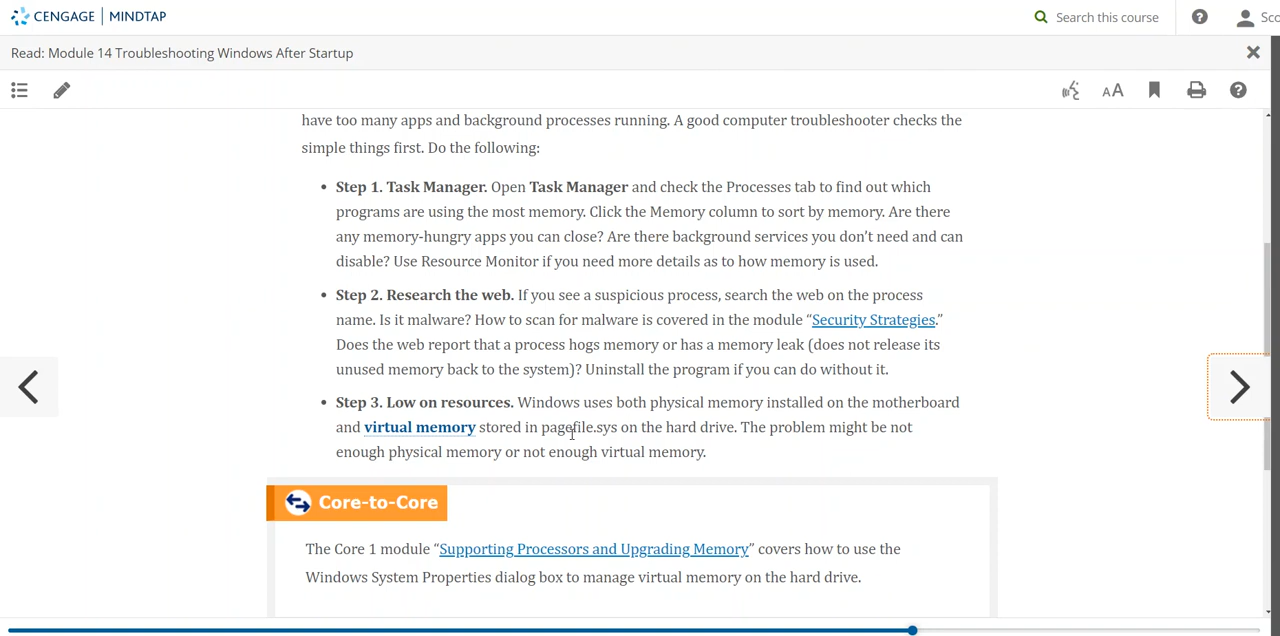 CENGAGE | MINDTAP
Search this course
Sco
Read: Module 14 Troubleshooting Windows After Startup
AA
have too many apps and background processes running. A good computer troubleshooter checks the
simple things first. Do the following:
• Step 1. Task Manager. Open Task Manager and check the Processes tab to find out which
programs are using the most memory. Click the Memory column to sort by memory. Are there
any memory-hungry apps you can close? Are there background services you don’t need and can
disable? Use Resource Monitor if you need more details as to how memory is used.
• Step 2. Research the web. If you see a suspicious process, search the web on the process
name. Is it malware? How to scan for malware is covered in the module “Security Strategies.”
Does the web report that a process hogs memory or has a memory leak (does not release its
unused memory back to the system)? Uninstall the program if you can do without it.
• Step 3. Low on resources. Windows uses both physical memory installed on the motherboard
and virtual memory stored in pagefile.sys on the hard drive. The problem might be not
enough physical memory or not enough virtual memory.
Core-to-Core
The Core 1 module “Supporting Processors and Upgrading Memory” covers how to use the
Windows System Properties dialog box to manage virtual memory on the hard drive.